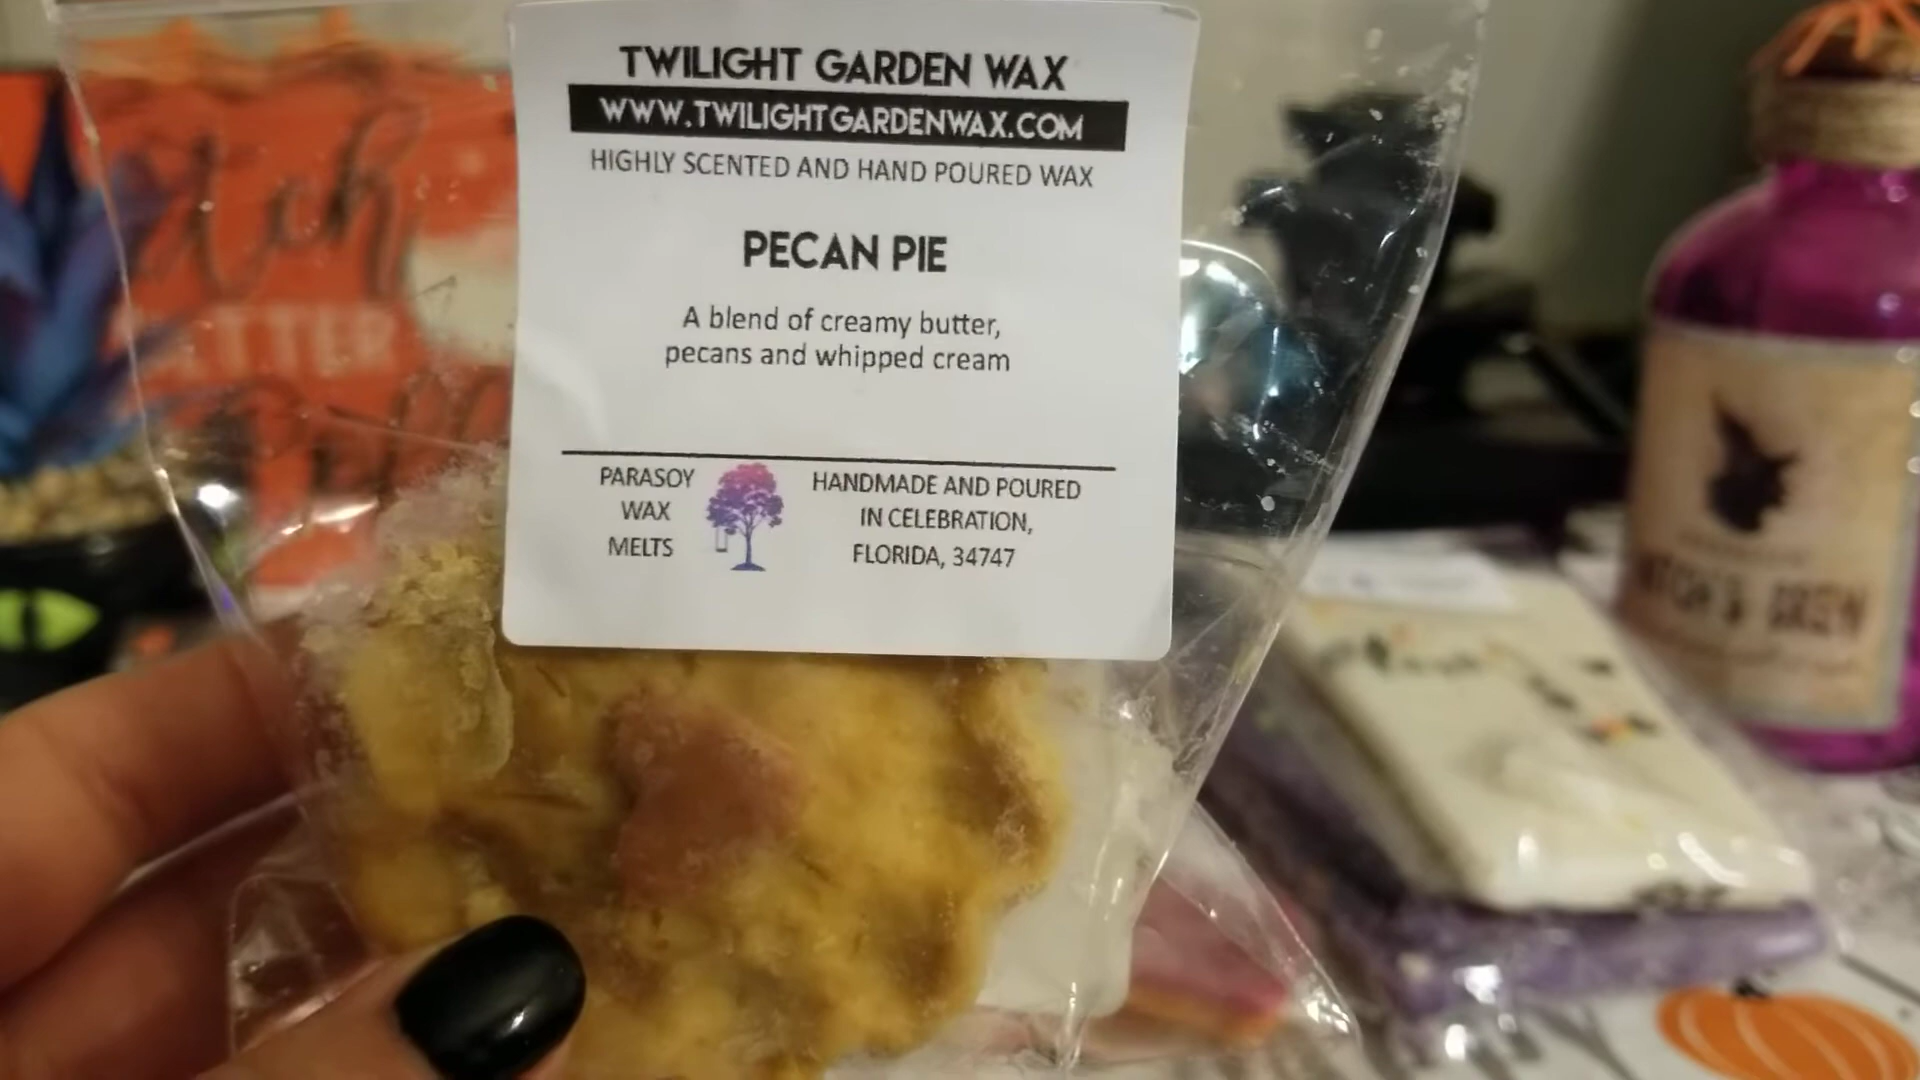 TWILIGHT GARDEN WAX
WWW.TWILIGHTGARDENWAX.COM
HIGHLY SCENTED AND HAND POURED WAX
PECAN PIE
A blend of creamy butter,
pecans and whipped cream
PARASOY
WAX
MELTS
HANDMADE AND POURED
IN CELEBRATION,
FLORIDA, 34747